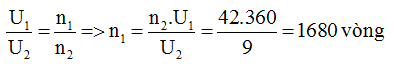 U₁/U₂ = n₁/n₂ => n₁ = n₂.U₁/U₂ = 42.360/9 = 1680 vòng